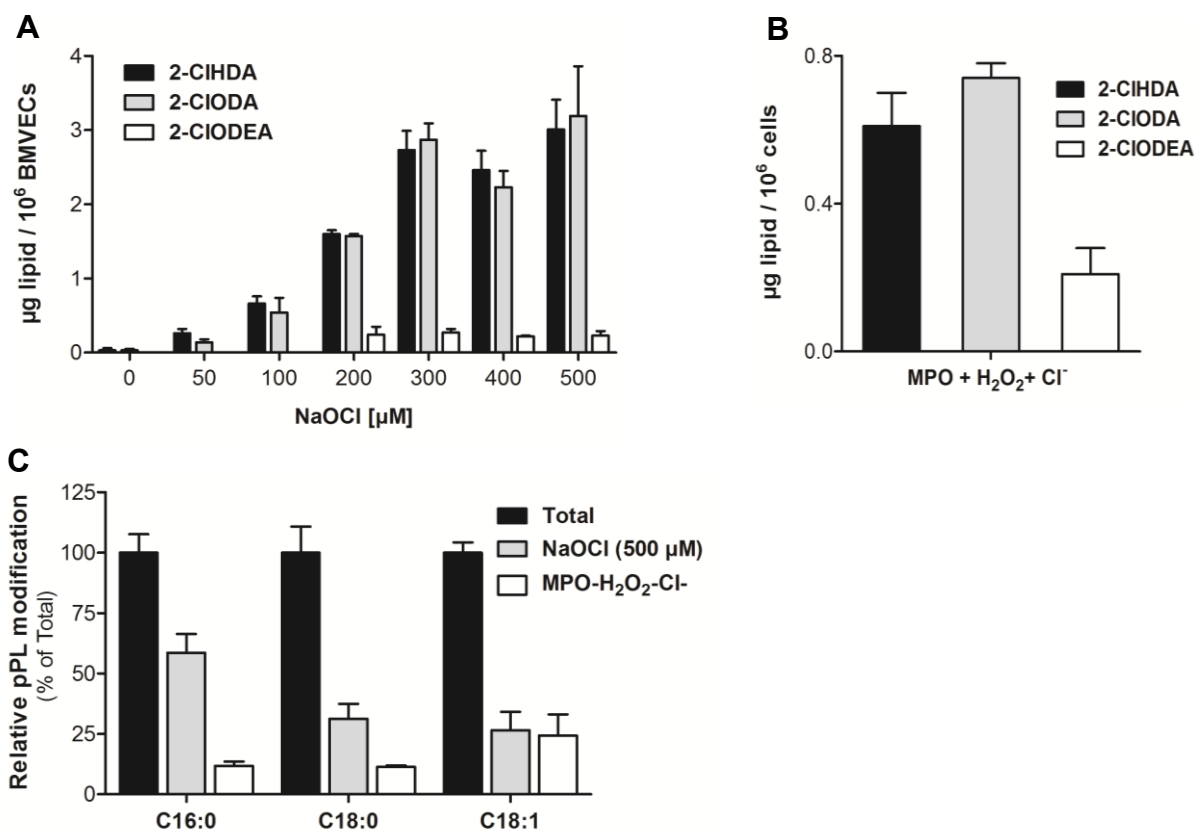 A
4
3
2
1
0
µg lipid / 10⁶ BMVECs
2-ClHDA
2-ClODA
2-ClODEA
0 50 100 200 300 400 500
NaOCl [µM]
B
0.8
0.4
0.0
µg lipid / 10⁶ cells
2-ClHDA
2-ClODA
2-ClODEA
MPO + H₂O₂+ Cl⁻
C
125
100
75
50
25
0
Relative pPL modification
(% of Total)
Total
NaOCl (500 µM)
MPO-H₂O₂-Cl-
C16:0 C18:0 C18:1